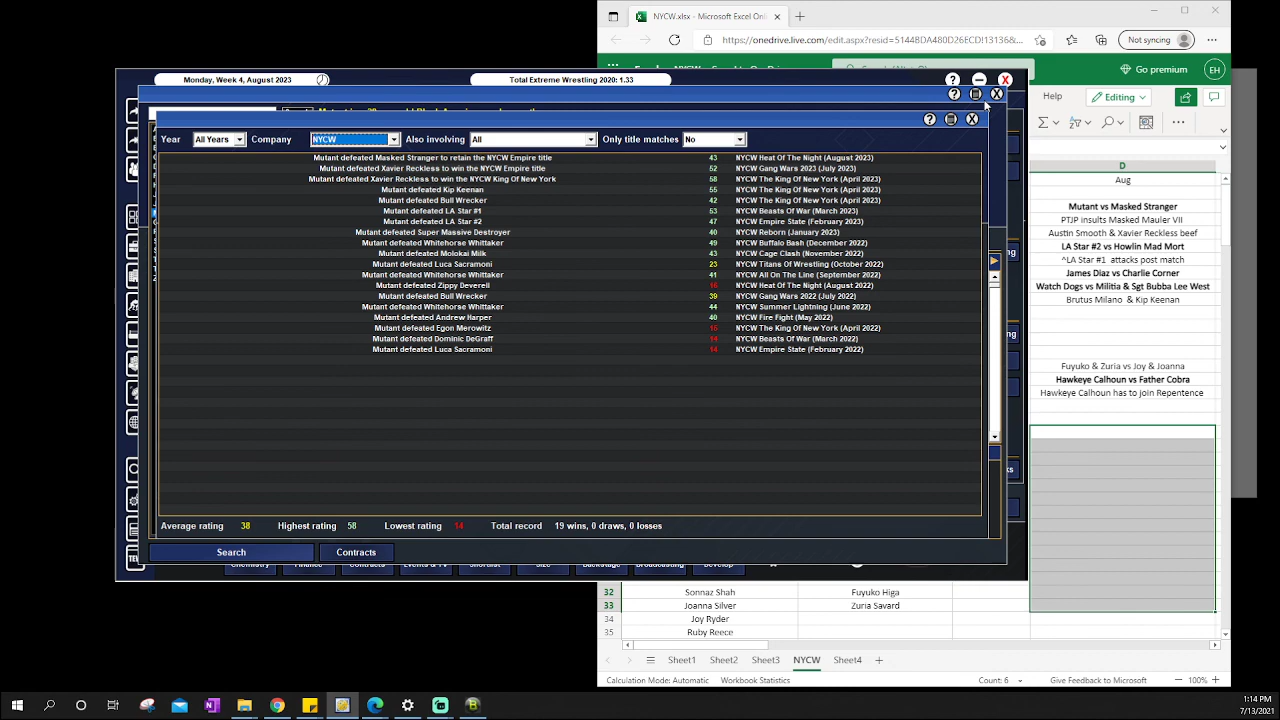 NYCW.xlsx - Microsoft Excel Onli
https://onedrive.live.com/edit.aspx?resid=5144BDA480D26ECD!13136&...
Not syncing
Go premium
EH
Help
Editing
Monday, Week 4, August 2023
Total Extreme Wrestling 2020: 1.33
Year
All Years
Company
NYCW
Also involving
All
Only title matches
No
Mutant defeated Masked Stranger to retain the NYCW Empire title 43 NYCW Heat Of The Night (August 2023)
Mutant defeated Xavier Reckless to win the NYCW Empire title 52 NYCW Gang Wars 2023 (July 2023)
Mutant defeated Xavier Reckless to win the NYCW King Of New York 58 NYCW The King Of New York (April 2023)
Mutant defeated Kip Keenan 55 NYCW The King Of New York (April 2023)
Mutant defeated Bull Wrecker 42 NYCW The King Of New York (April 2023)
Mutant defeated LA Star #1 53 NYCW Beasts Of War (March 2023)
Mutant defeated LA Star #2 47 NYCW Empire State (February 2023)
Mutant defeated Super Massive Destroyer 40 NYCW Reborn (January 2023)
Mutant defeated Whitehorse Whittaker 49 NYCW Buffalo Bash (December 2022)
Mutant defeated Molokai Milk 43 NYCW Cage Clash (November 2022)
Mutant defeated Luca Sacramoni 23 NYCW Titans Of Wrestling (October 2022)
Mutant defeated Whitehorse Whittaker 41 NYCW All On The Line (September 2022)
Mutant defeated Zippy Deverell 16 NYCW Heat Of The Night (August 2022)
Mutant defeated Bull Wrecker 39 NYCW Gang Wars 2022 (July 2022)
Mutant defeated Whitehorse Whittaker 44 NYCW Summer Lightning (June 2022)
Mutant defeated Andrew Harper 40 NYCW Fire Fight (May 2022)
Mutant defeated Egon Merowitz NYCW The King Of New York (April 2022)
Mutant defeated Dominic DeGraff 14 NYCW Beasts Of War (March 2022)
Mutant defeated Luca Sacramoni 14 NYCW Empire State (February 2022)
Average rating 38 Highest rating 58 Lowest rating 14 Total record 19 wins, 0 draws, 0 losses
Search
Contracts
Chemistry Finance Contracts Events & TV Shortlist Size Backstage Broadcasting Develop
D
Aug
Mutant vs Masked Stranger
PTJP insults Masked Mauler VII
Austin Smooth & Xavier Reckless beef
LA Star #2 vs Howlin Mad Mort
^LA Star #1 attacks post match
James Diaz vs Charlie Corner
Watch Dogs vs Militia & Sgt Bubba Lee West
Brutus Milano & Kip Keenan
Fuyuko & Zuria vs Joy & Joanna
Hawkeye Calhoun vs Father Cobra
Hawkeye Calhoun has to join Repentence
32 Sonnaz Shah Fuyuko Higa
33 Joanna Silver Zuria Savard
34 Joy Ryder
35 Ruby Reece
Sheet1 Sheet2 Sheet3 NYCW Sheet4
Calculation Mode: Automatic Workbook Statistics Count: 6 Give Feedback to Microsoft 100%
1:14 PM
7/13/2021